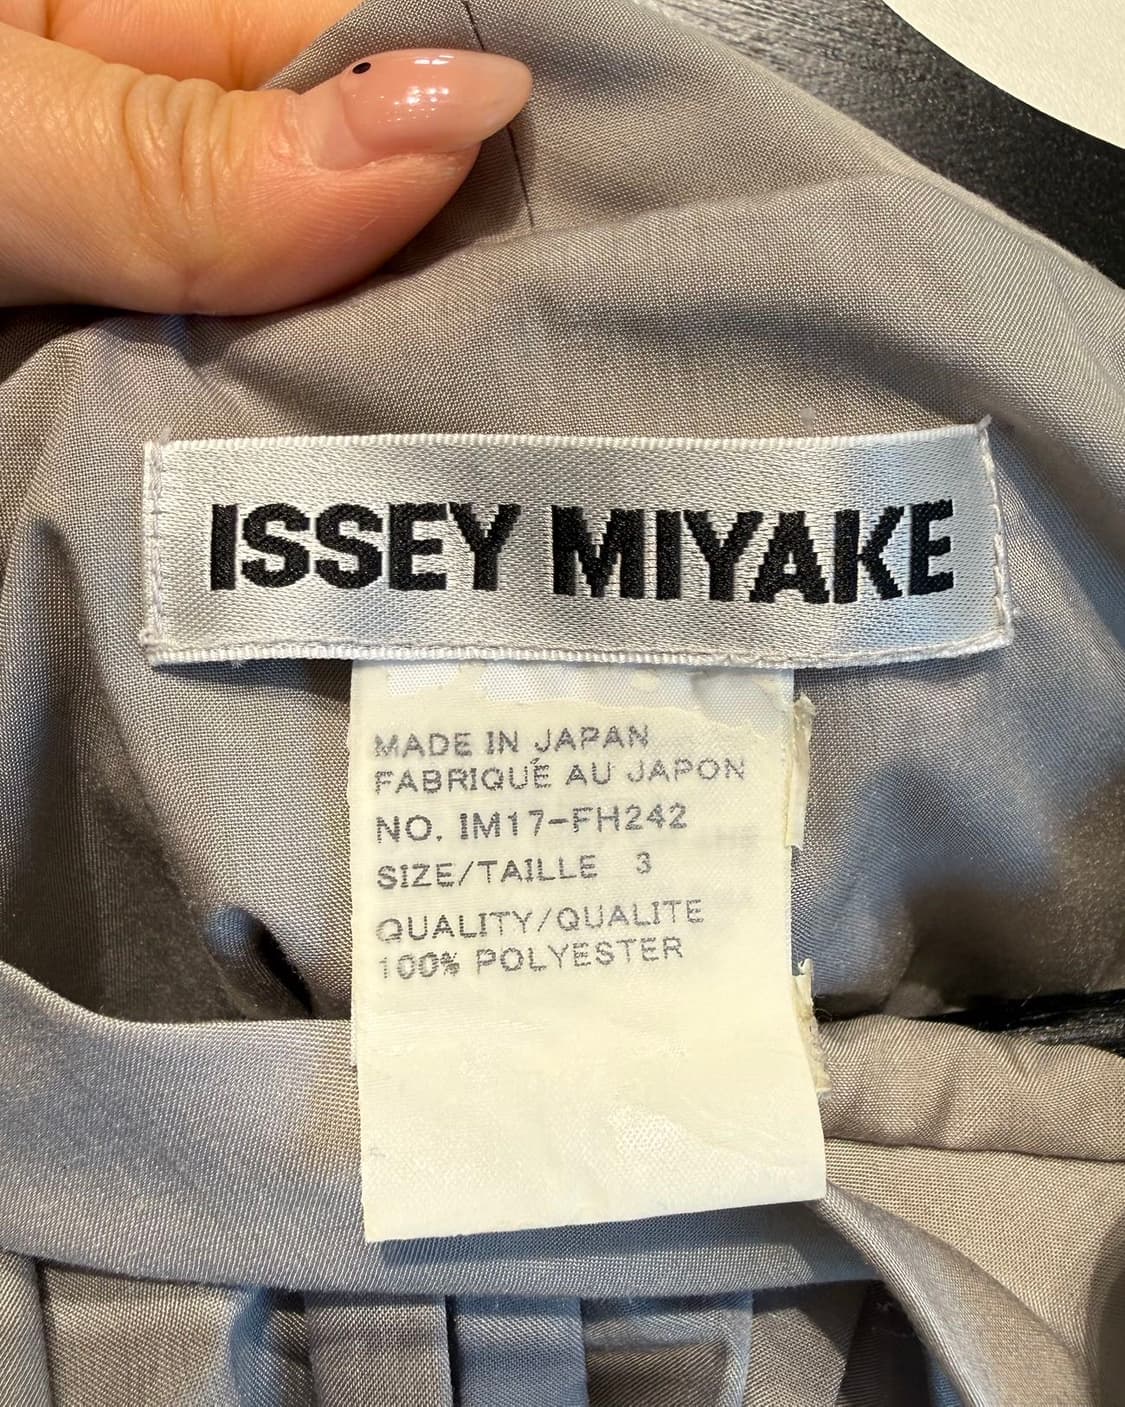 ISSEY MIYAKE
MADE IN JAPAN
FABRIQUÉ AU JAPON
NO. IM17-FH242
SIZE/TAILLE 3
QUALITY/QUALITE
100% POLYESTER